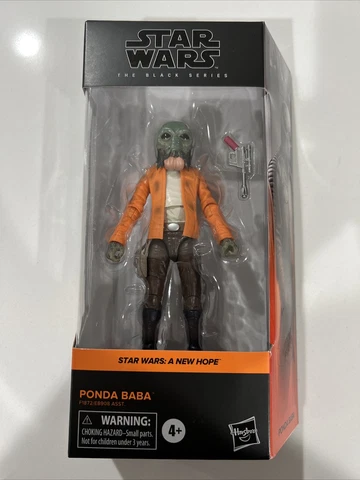 STAR
WARS
THE BLACK SERIES
STAR WARS: A NEW HOPE
PONDA BABA
WARNING:
CHOKING HAZARD–Small parts.
Not for children under 3 years.
4+
Hasbro